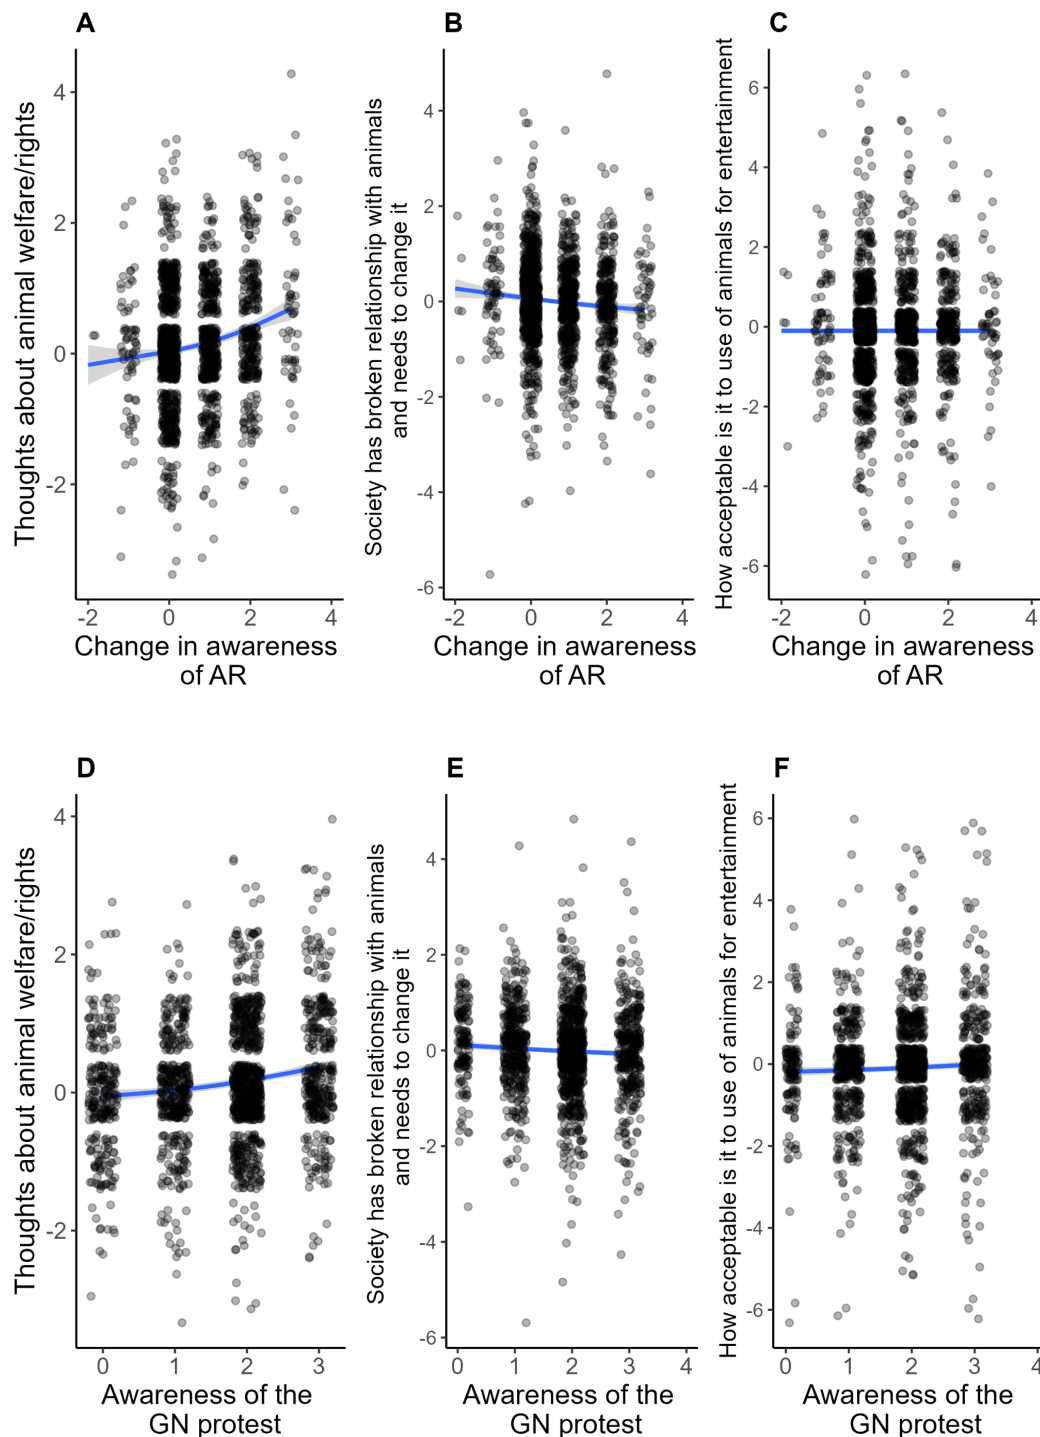 A
Thoughts about animal welfare/rights
4
2
0
-2
-2 0 2 4
Change in awareness
of AR
B
Society has broken relationship with animals
and needs to change it
4
2
0
-2
-4
-6
-2 0 2 4
Change in awareness
of AR
C
How acceptable is it to use of animals for entertainment
6
4
2
0
-2
-4
-6
-2 0 2 4
Change in awareness
of AR
D
Thoughts about animal welfare/rights
4
2
0
-2
0 1 2 3
Awareness of the
GN protest
E
Society has broken relationship with animals
and needs to change it
4
2
0
-2
-4
-6
0 1 2 3 4
Awareness of the
GN protest
F
How acceptable is it to use of animals for entertainment
6
4
2
0
-2
-4
-6
0 1 2 3 4
Awareness of the
GN protest